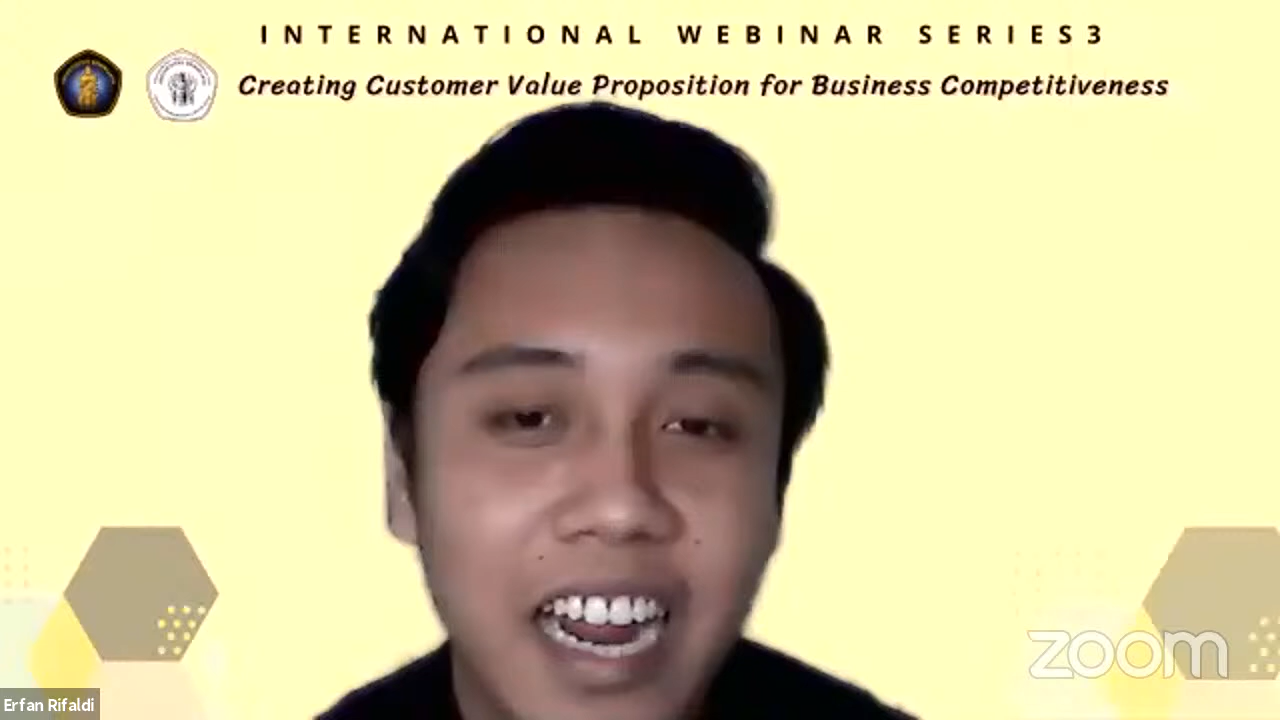 INTERNATIONAL WEBINAR SERIES3
Creating Customer Value Proposition for Business Competitiveness
zoom
Erfan Rifaldi